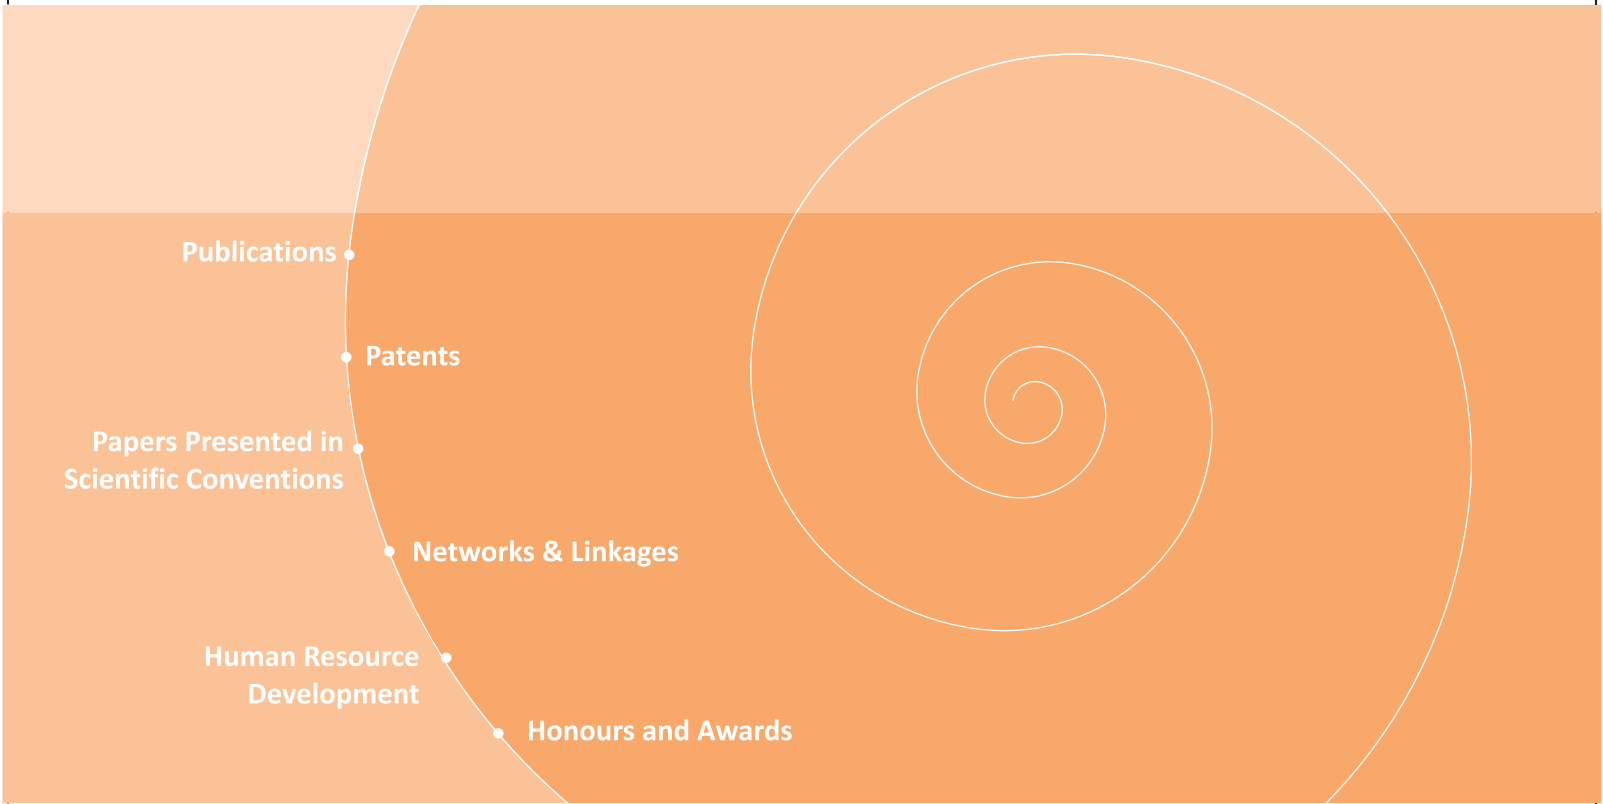 Publications
Patents
Papers Presented in
Scientific Conventions
Networks & Linkages
Human Resource
Development
Honours and Awards